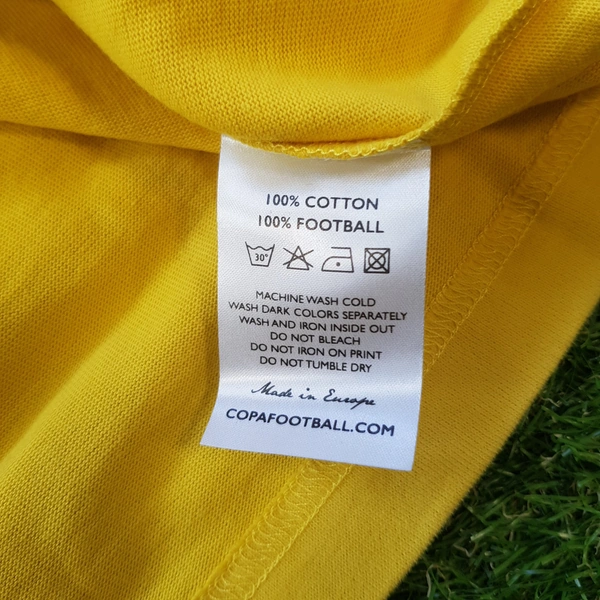 100% COTTON
100% FOOTBALL
30°
MACHINE WASH COLD
WASH DARK COLORS SEPARATELY
WASH AND IRON INSIDE OUT
DO NOT BLEACH
DO NOT IRON ON PRINT
DO NOT TUMBLE DRY
Made in Europe
COPAFOOTBALL.COM